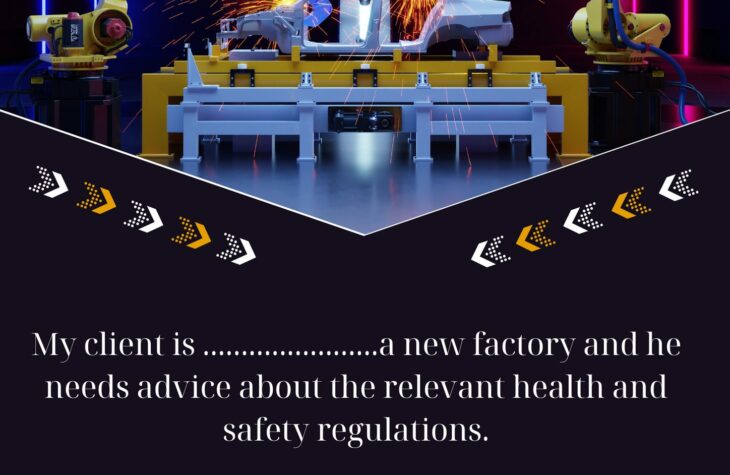 My client is .......................a new factory and he
needs advice about the relevant health and
safety regulations.